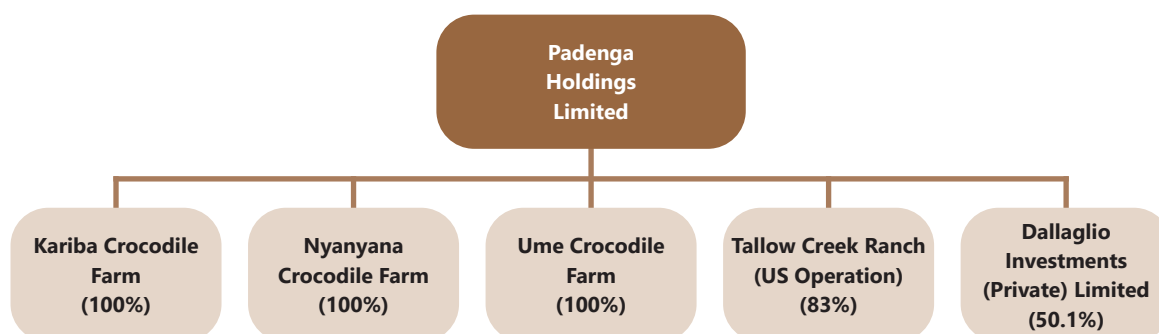 Padenga
Holdings
Limited
Kariba Crocodile
Farm
(100%)
Nyanyana
Crocodile Farm
(100%)
Ume Crocodile
Farm
(100%)
Tallow Creek Ranch
(US Operation)
(83%)
Dallaglio
Investments
(Private) Limited
(50.1%)